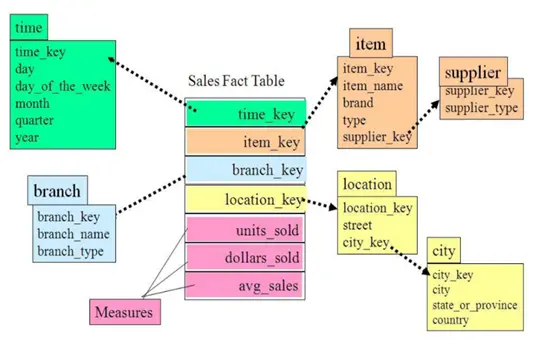 time
time_key
day
day_of_the_week
month
quarter
year
Sales Fact Table
time_key
item_key
branch_key
location_key
units_sold
dollars_sold
avg_sales
item
item_key
item_name
brand
type
supplier_key
supplier
supplier_key
supplier_type
branch
branch_key
branch_name
branch_type
location
location_key
street
city_key
city
city_key
city
state_or_province
country
Measures